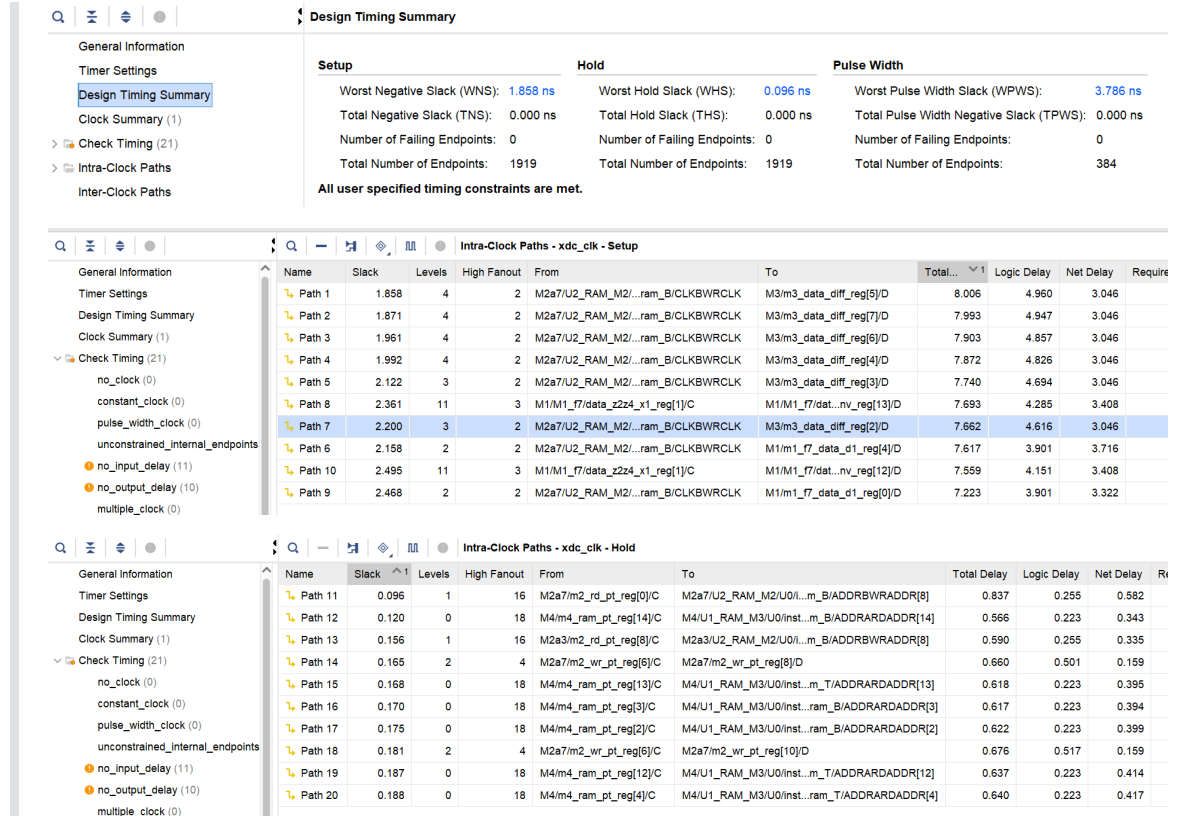 Design Timing Summary
General Information
Timer Settings
Design Timing Summary
Clock Summary (1)
Check Timing (21)
Intra-Clock Paths
Inter-Clock Paths
Setup Hold Pulse Width
Worst Negative Slack (WNS): 1.858 ns Worst Hold Slack (WHS): 0.096 ns Worst Pulse Width Slack (WPWS): 3.786 ns
Total Negative Slack (TNS): 0.000 ns Total Hold Slack (THS): 0.000 ns Total Pulse Width Negative Slack (TPWS): 0.000 ns
Number of Failing Endpoints: 0 Number of Failing Endpoints: 0 Number of Failing Endpoints: 0
Total Number of Endpoints: 1919 Total Number of Endpoints: 1919 Total Number of Endpoints: 384
All user specified timing constraints are met.
Intra-Clock Paths - xdc_clk - Setup
General Information
Timer Settings
Design Timing Summary
Clock Summary (1)
Check Timing (21)
no_clock (0)
constant_clock (0)
pulse_width_clock (0)
unconstrained_internal_endpoints
no_input_delay (11)
no_output_delay (10)
multiple_clock (0)
Name Slack Levels High Fanout From To Total... 1 Logic Delay Net Delay Require
Path 1 1.858 4 2 M2a7/U2_RAM_M2/...ram_B/CLKBWRCLK M3/m3_data_diff_reg[5]/D 8.006 4.960 3.046
Path 2 1.871 4 2 M2a7/U2_RAM_M2/...ram_B/CLKBWRCLK M3/m3_data_diff_reg[7]/D 7.993 4.947 3.046
Path 3 1.961 4 2 M2a7/U2_RAM_M2/...ram_B/CLKBWRCLK M3/m3_data_diff_reg[6]/D 7.903 4.857 3.046
Path 4 1.992 4 2 M2a7/U2_RAM_M2/...ram_B/CLKBWRCLK M3/m3_data_diff_reg[4]/D 7.872 4.826 3.046
Path 5 2.122 3 2 M2a7/U2_RAM_M2/...ram_B/CLKBWRCLK M3/m3_data_diff_reg[3]/D 7.740 4.694 3.046
Path 8 2.361 11 3 M1/M1_f7/data_z2z4_x1_reg[1]/C M1/M1_f7/dat...nv_reg[13]/D 7.693 4.285 3.408
Path 7 2.200 3 2 M2a7/U2_RAM_M2/...ram_B/CLKBWRCLK M3/m3_data_diff_reg[2]/D 7.662 4.616 3.046
Path 6 2.158 2 2 M2a7/U2_RAM_M2/...ram_B/CLKBWRCLK M1/m1_f7_data_d1_reg[4]/D 7.617 3.901 3.716
Path 10 2.495 11 3 M1/M1_f7/data_z2z4_x1_reg[1]/C M1/M1_f7/dat...nv_reg[12]/D 7.559 4.151 3.408
Path 9 2.468 2 2 M2a7/U2_RAM_M2/...ram_B/CLKBWRCLK M1/m1_f7_data_d1_reg[0]/D 7.223 3.901 3.322
Intra-Clock Paths - xdc_clk - Hold
General Information
Timer Settings
Design Timing Summary
Clock Summary (1)
Check Timing (21)
no_clock (0)
constant_clock (0)
pulse_width_clock (0)
unconstrained_internal_endpoints
no_input_delay (11)
no_output_delay (10)
multiple_clock (0)
Name Slack 1 Levels High Fanout From To Total Delay Logic Delay Net Delay Re
Path 11 0.096 1 16 M2a7/m2_rd_pt_reg[0]/C M2a7/U2_RAM_M2/U0/i...m_B/ADDRBWRADDR[8] 0.837 0.255 0.582
Path 12 0.120 0 18 M4/m4_ram_pt_reg[14]/C M4/U1_RAM_M3/U0/inst...m_B/ADDRARDADDR[14] 0.566 0.223 0.343
Path 13 0.156 1 16 M2a3/m2_rd_pt_reg[8]/C M2a3/U2_RAM_M2/U0/i...m_B/ADDRBWRADDR[8] 0.590 0.255 0.335
Path 14 0.165 2 4 M2a7/m2_wr_pt_reg[6]/C M2a7/m2_wr_pt_reg[8]/D 0.660 0.501 0.159
Path 15 0.168 0 18 M4/m4_ram_pt_reg[13]/C M4/U1_RAM_M3/U0/inst...m_T/ADDRARDADDR[13] 0.618 0.223 0.395
Path 16 0.170 0 18 M4/m4_ram_pt_reg[3]/C M4/U1_RAM_M3/U0/inst...ram_B/ADDRARDADDR[3] 0.617 0.223 0.394
Path 17 0.175 0 18 M4/m4_ram_pt_reg[2]/C M4/U1_RAM_M3/U0/inst...ram_B/ADDRARDADDR[2] 0.622 0.223 0.399
Path 18 0.181 2 4 M2a7/m2_wr_pt_reg[6]/C M2a7/m2_wr_pt_reg[10]/D 0.676 0.517 0.159
Path 19 0.187 0 18 M4/m4_ram_pt_reg[12]/C M4/U1_RAM_M3/U0/inst...m_T/ADDRARDADDR[12] 0.637 0.223 0.414
Path 20 0.188 0 18 M4/m4_ram_pt_reg[4]/C M4/U1_RAM_M3/U0/inst...ram_T/ADDRARDADDR[4] 0.640 0.223 0.417